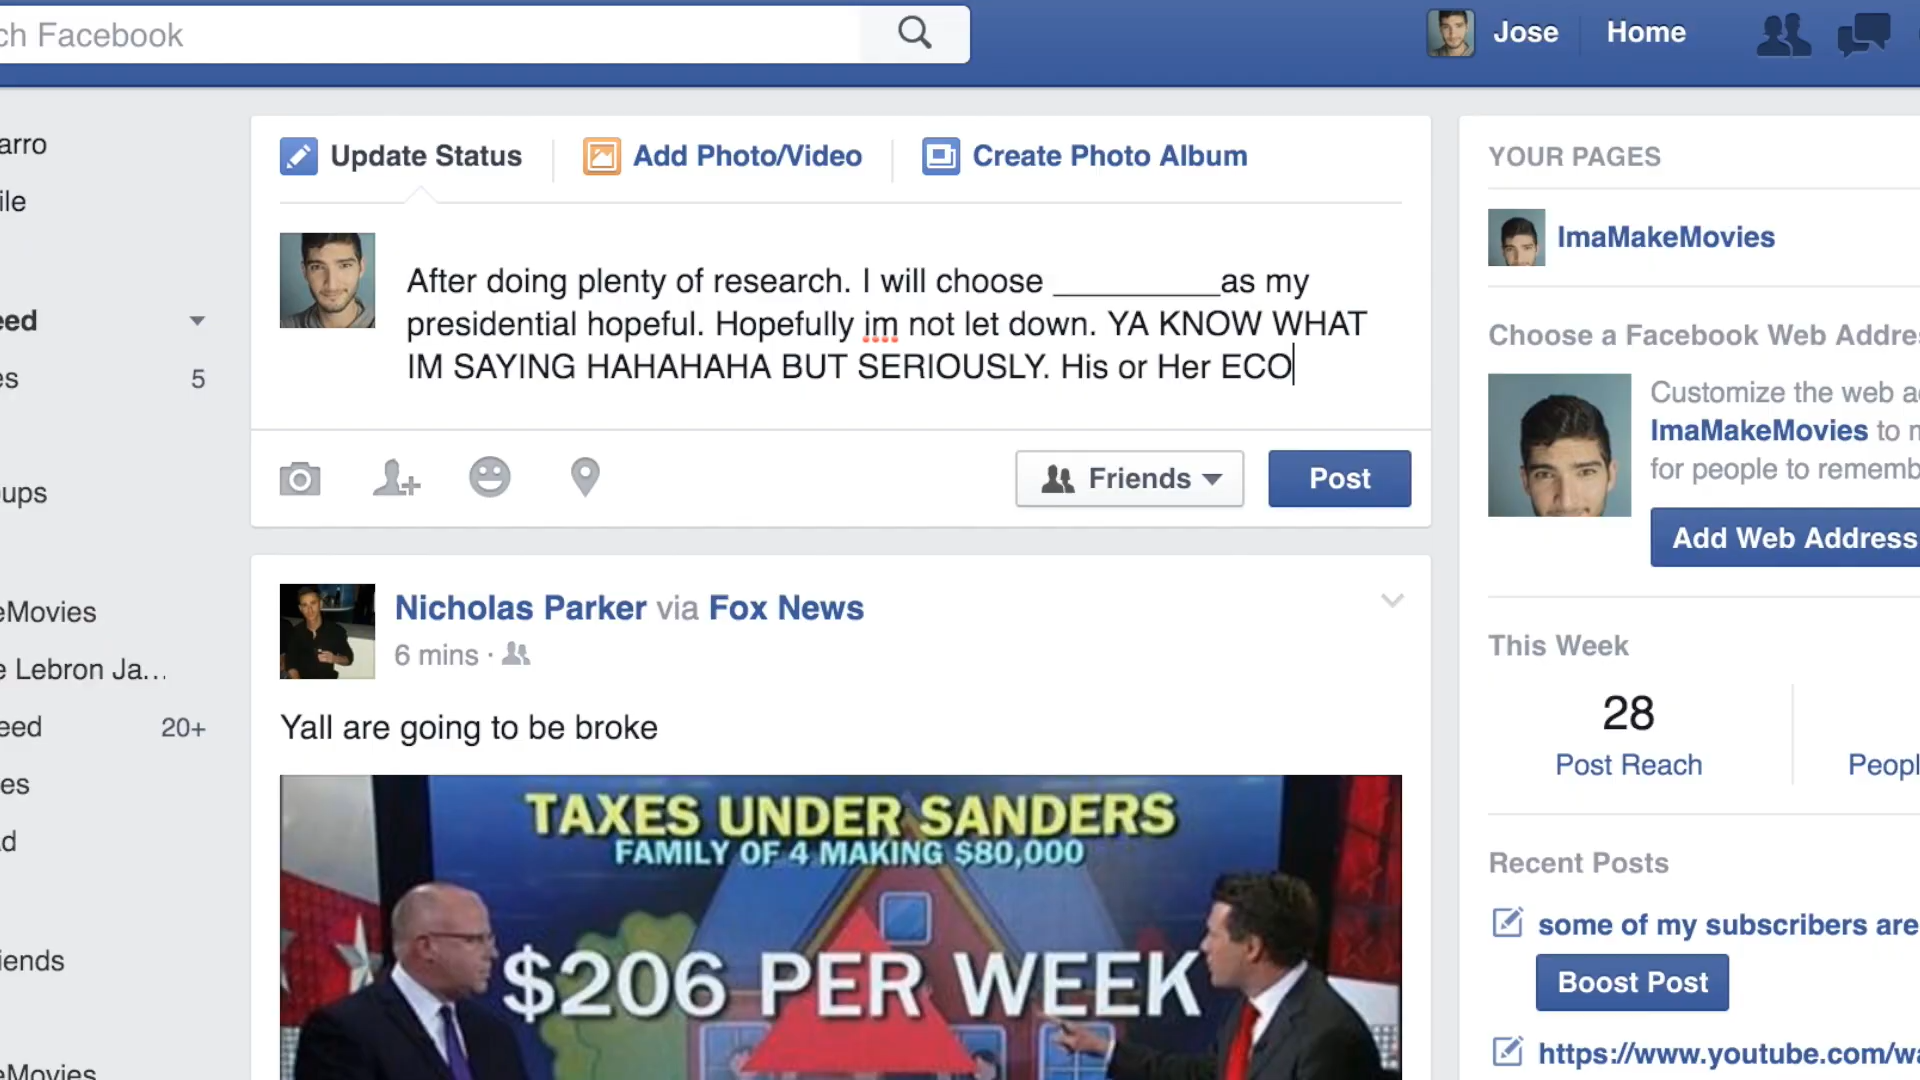 ch Facebook
Jose
Home
arro
ile
eed
es 5
oups
eMovies
e Lebron Ja...
eed 20+
es
d
iends
eMovies
Update Status
Add Photo/Video
Create Photo Album
After doing plenty of research. I will choose __________as my
presidential hopeful. Hopefully im not let down. YA KNOW WHAT
IM SAYING HAHAHAHA BUT SERIOUSLY. His or Her ECO
Friends
Post
Nicholas Parker via Fox News
6 mins ·
Yall are going to be broke
TAXES UNDER SANDERS
FAMILY OF 4 MAKING $80,000
$206 PER WEEK
YOUR PAGES
ImaMakeMovies
Choose a Facebook Web Addre
Customize the web a
ImaMakeMovies to m
for people to rememb
Add Web Address
This Week
28
Post Reach
Peopl
Recent Posts
some of my subscribers are
Boost Post
https://www.youtube.com/wa